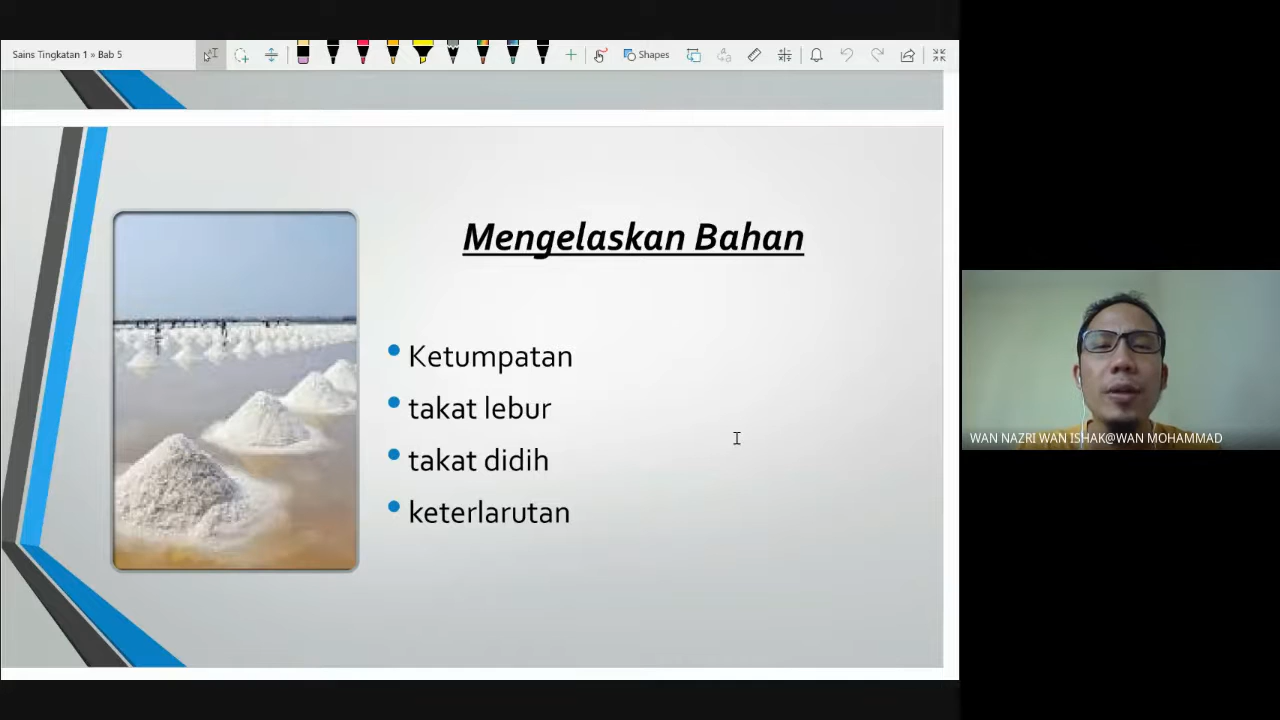 Sains Tingkatan 1 » Bab 5
Shapes
Mengelaskan Bahan
Ketumpatan
takat lebur
takat didih
keterlarutan
WAN NAZRI WAN ISHAK@WAN MOHAMMAD